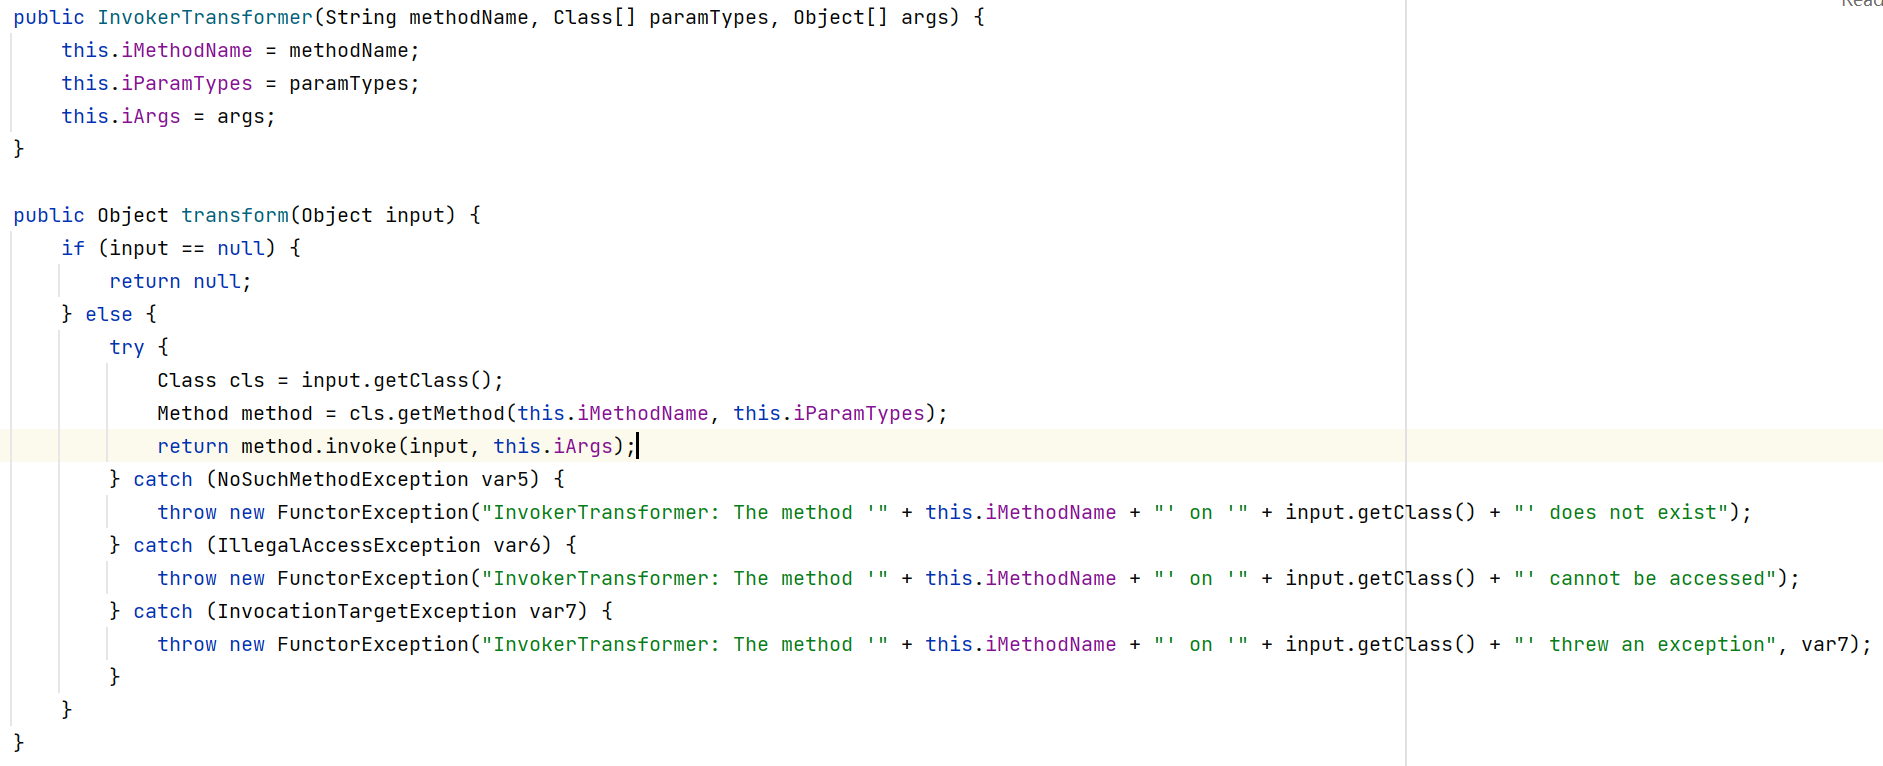 Read
public InvokerTransformer(String methodName, Class[] paramTypes, Object[] args) {
    this.iMethodName = methodName;
    this.iParamTypes = paramTypes;
    this.iArgs = args;
}

public Object transform(Object input) {
    if (input == null) {
        return null;
    } else {
        try {
            Class cls = input.getClass();
            Method method = cls.getMethod(this.iMethodName, this.iParamTypes);
            return method.invoke(input, this.iArgs);
        } catch (NoSuchMethodException var5) {
            throw new FunctorException("InvokerTransformer: The method '" + this.iMethodName + "' on '" + input.getClass() + "' does not exist");
        } catch (IllegalAccessException var6) {
            throw new FunctorException("InvokerTransformer: The method '" + this.iMethodName + "' on '" + input.getClass() + "' cannot be accessed");
        } catch (InvocationTargetException var7) {
            throw new FunctorException("InvokerTransformer: The method '" + this.iMethodName + "' on '" + input.getClass() + "' threw an exception", var7);
        }
    }
}